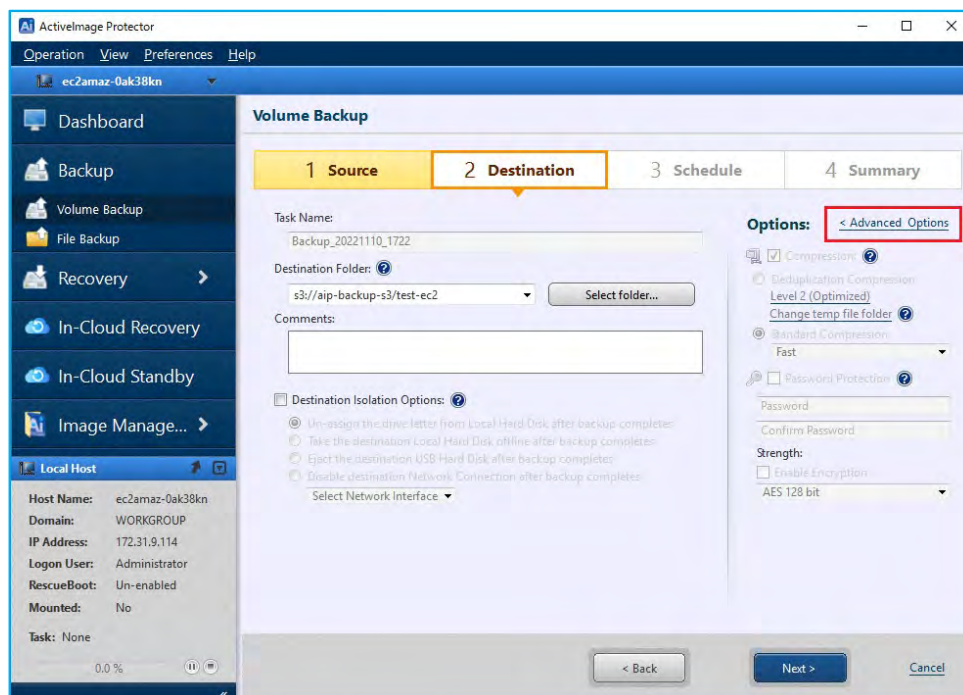 ActiveImage Protector
Operation View Preferences Help
ec2amaz-0ak38kn
Dashboard
Backup
Volume Backup
File Backup
Recovery
In-Cloud Recovery
In-Cloud Standby
Image Manage...
Local Host
Host Name: ec2amaz-0ak38kn
Domain: WORKGROUP
IP Address: 172.31.9.114
Logon User: Administrator
RescueBoot: Un-enabled
Mounted: No
Task: None
0.0 %
Volume Backup
1 Source
2 Destination
3 Schedule
4 Summary
Task Name:
Backup_20221110_1722
Destination Folder:
s3://aip-backup-s3/test-ec2
Select folder...
Comments:
Destination Isolation Options:
Un-assign the drive letter from Local Hard Disk after backup completes
Take the destination Local Hard Disk offline after backup completes
Eject the destination USB Hard Disk after backup completes
Disable destination Network Connection after backup completes
Select Network Interface
Options:
< Advanced Options
Compression:
Deduplication Compression
Level 2 (Optimized)
Change temp file folder
Standard Compression
Fast
Password Protection
Password
Confirm Password
Strength:
Enable Encryption
AES 128 bit
< Back
Next >
Cancel